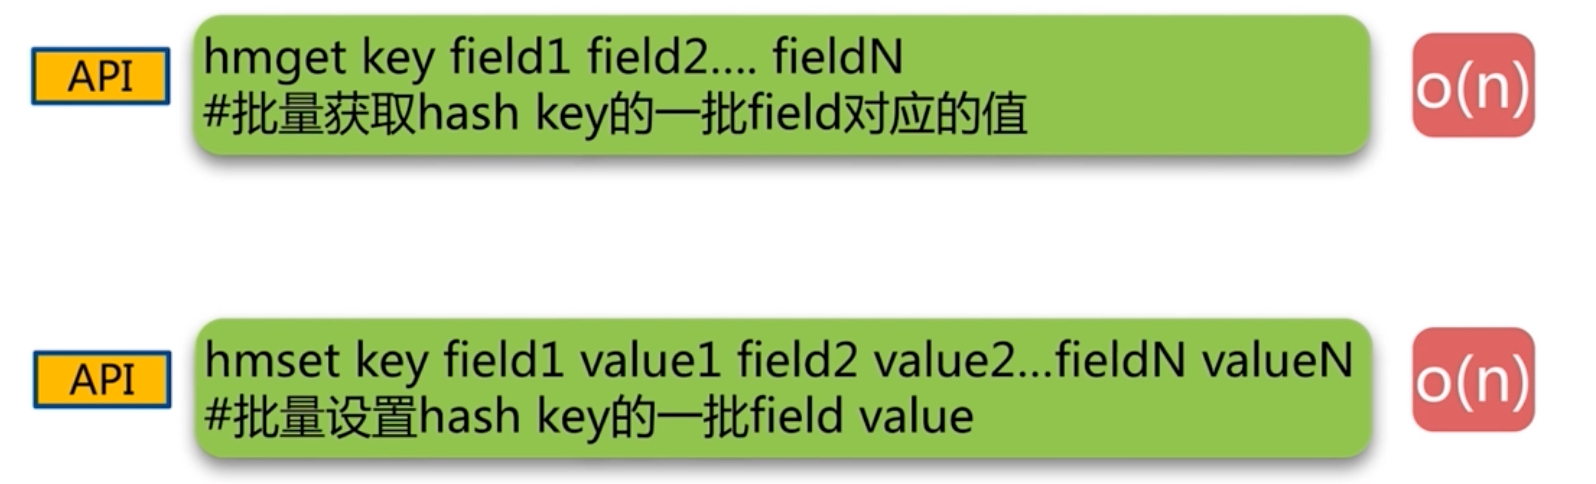 API
hmget key field1 field2.... fieldN
#批量获取hash key的一批field对应的值
o(n)
API
hmset key field1 value1 field2 value2...fieldN valueN
#批量设置hash key的一批field value
o(n)